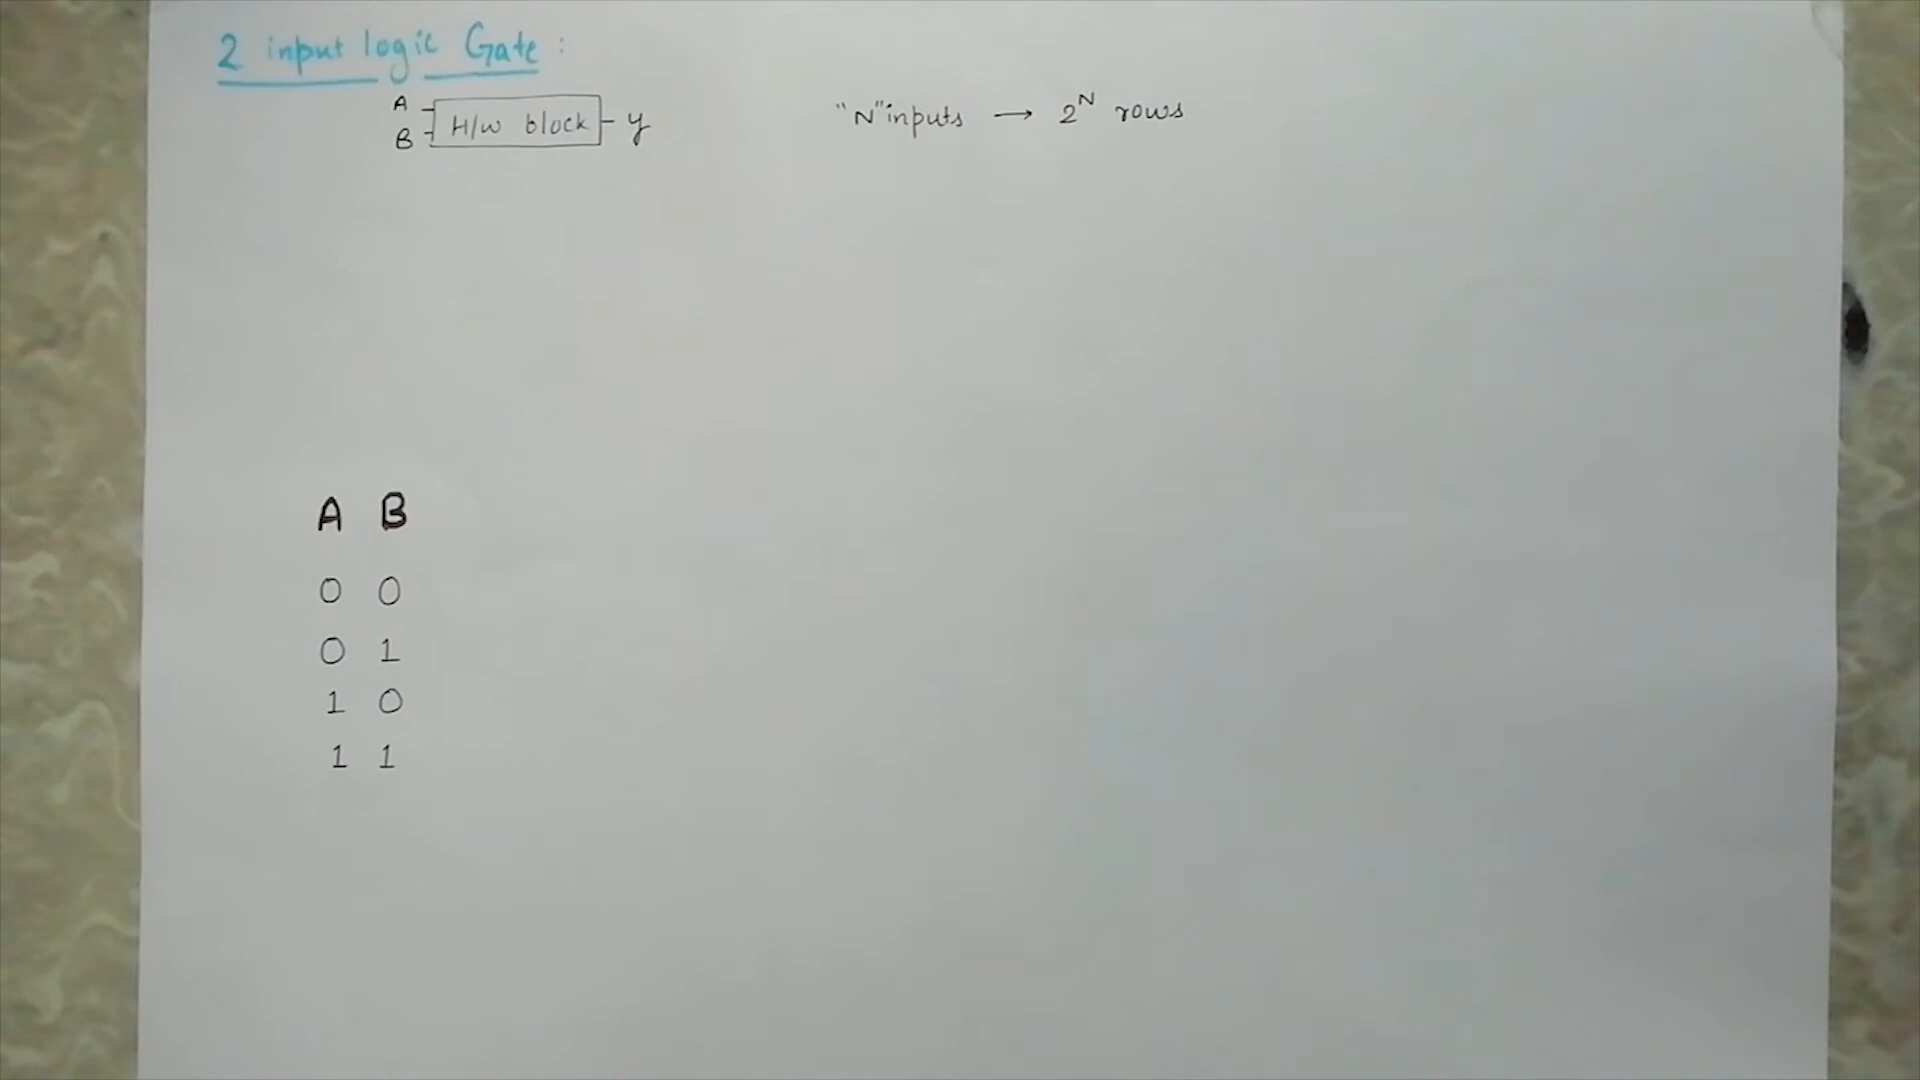 2 input logic Gate :
A
B
H/w block
y
"N" inputs → 2^N rows
A B
0 0
0 1
1 0
1 1